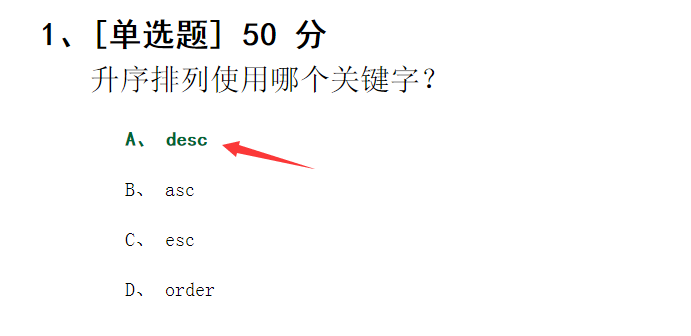 1、[单选题] 50 分
升序排列使用哪个关键字？
A、 desc
B、 asc
C、 esc
D、 order